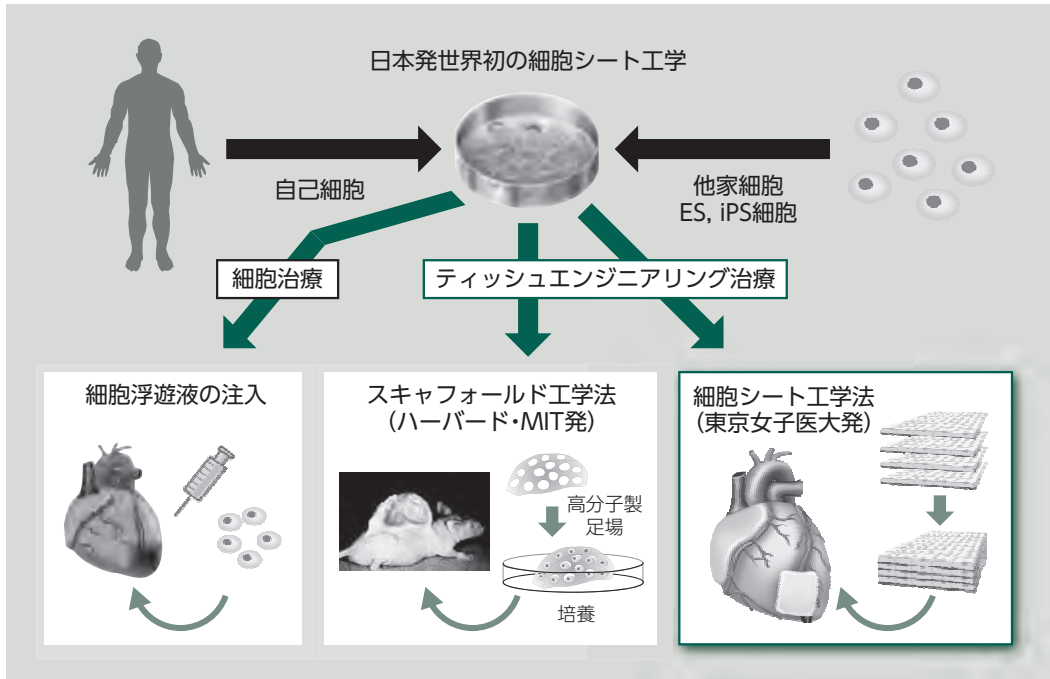 日本発世界初の細胞シート工学
自己細胞
他家細胞
ES, iPS細胞
細胞治療
ティッシュエンジニアリング治療
細胞浮遊液の注入
スキャフォールド工学法
(ハーバード・MIT発)
高分子製
足場
培養
細胞シート工学法
(東京女子医大発)